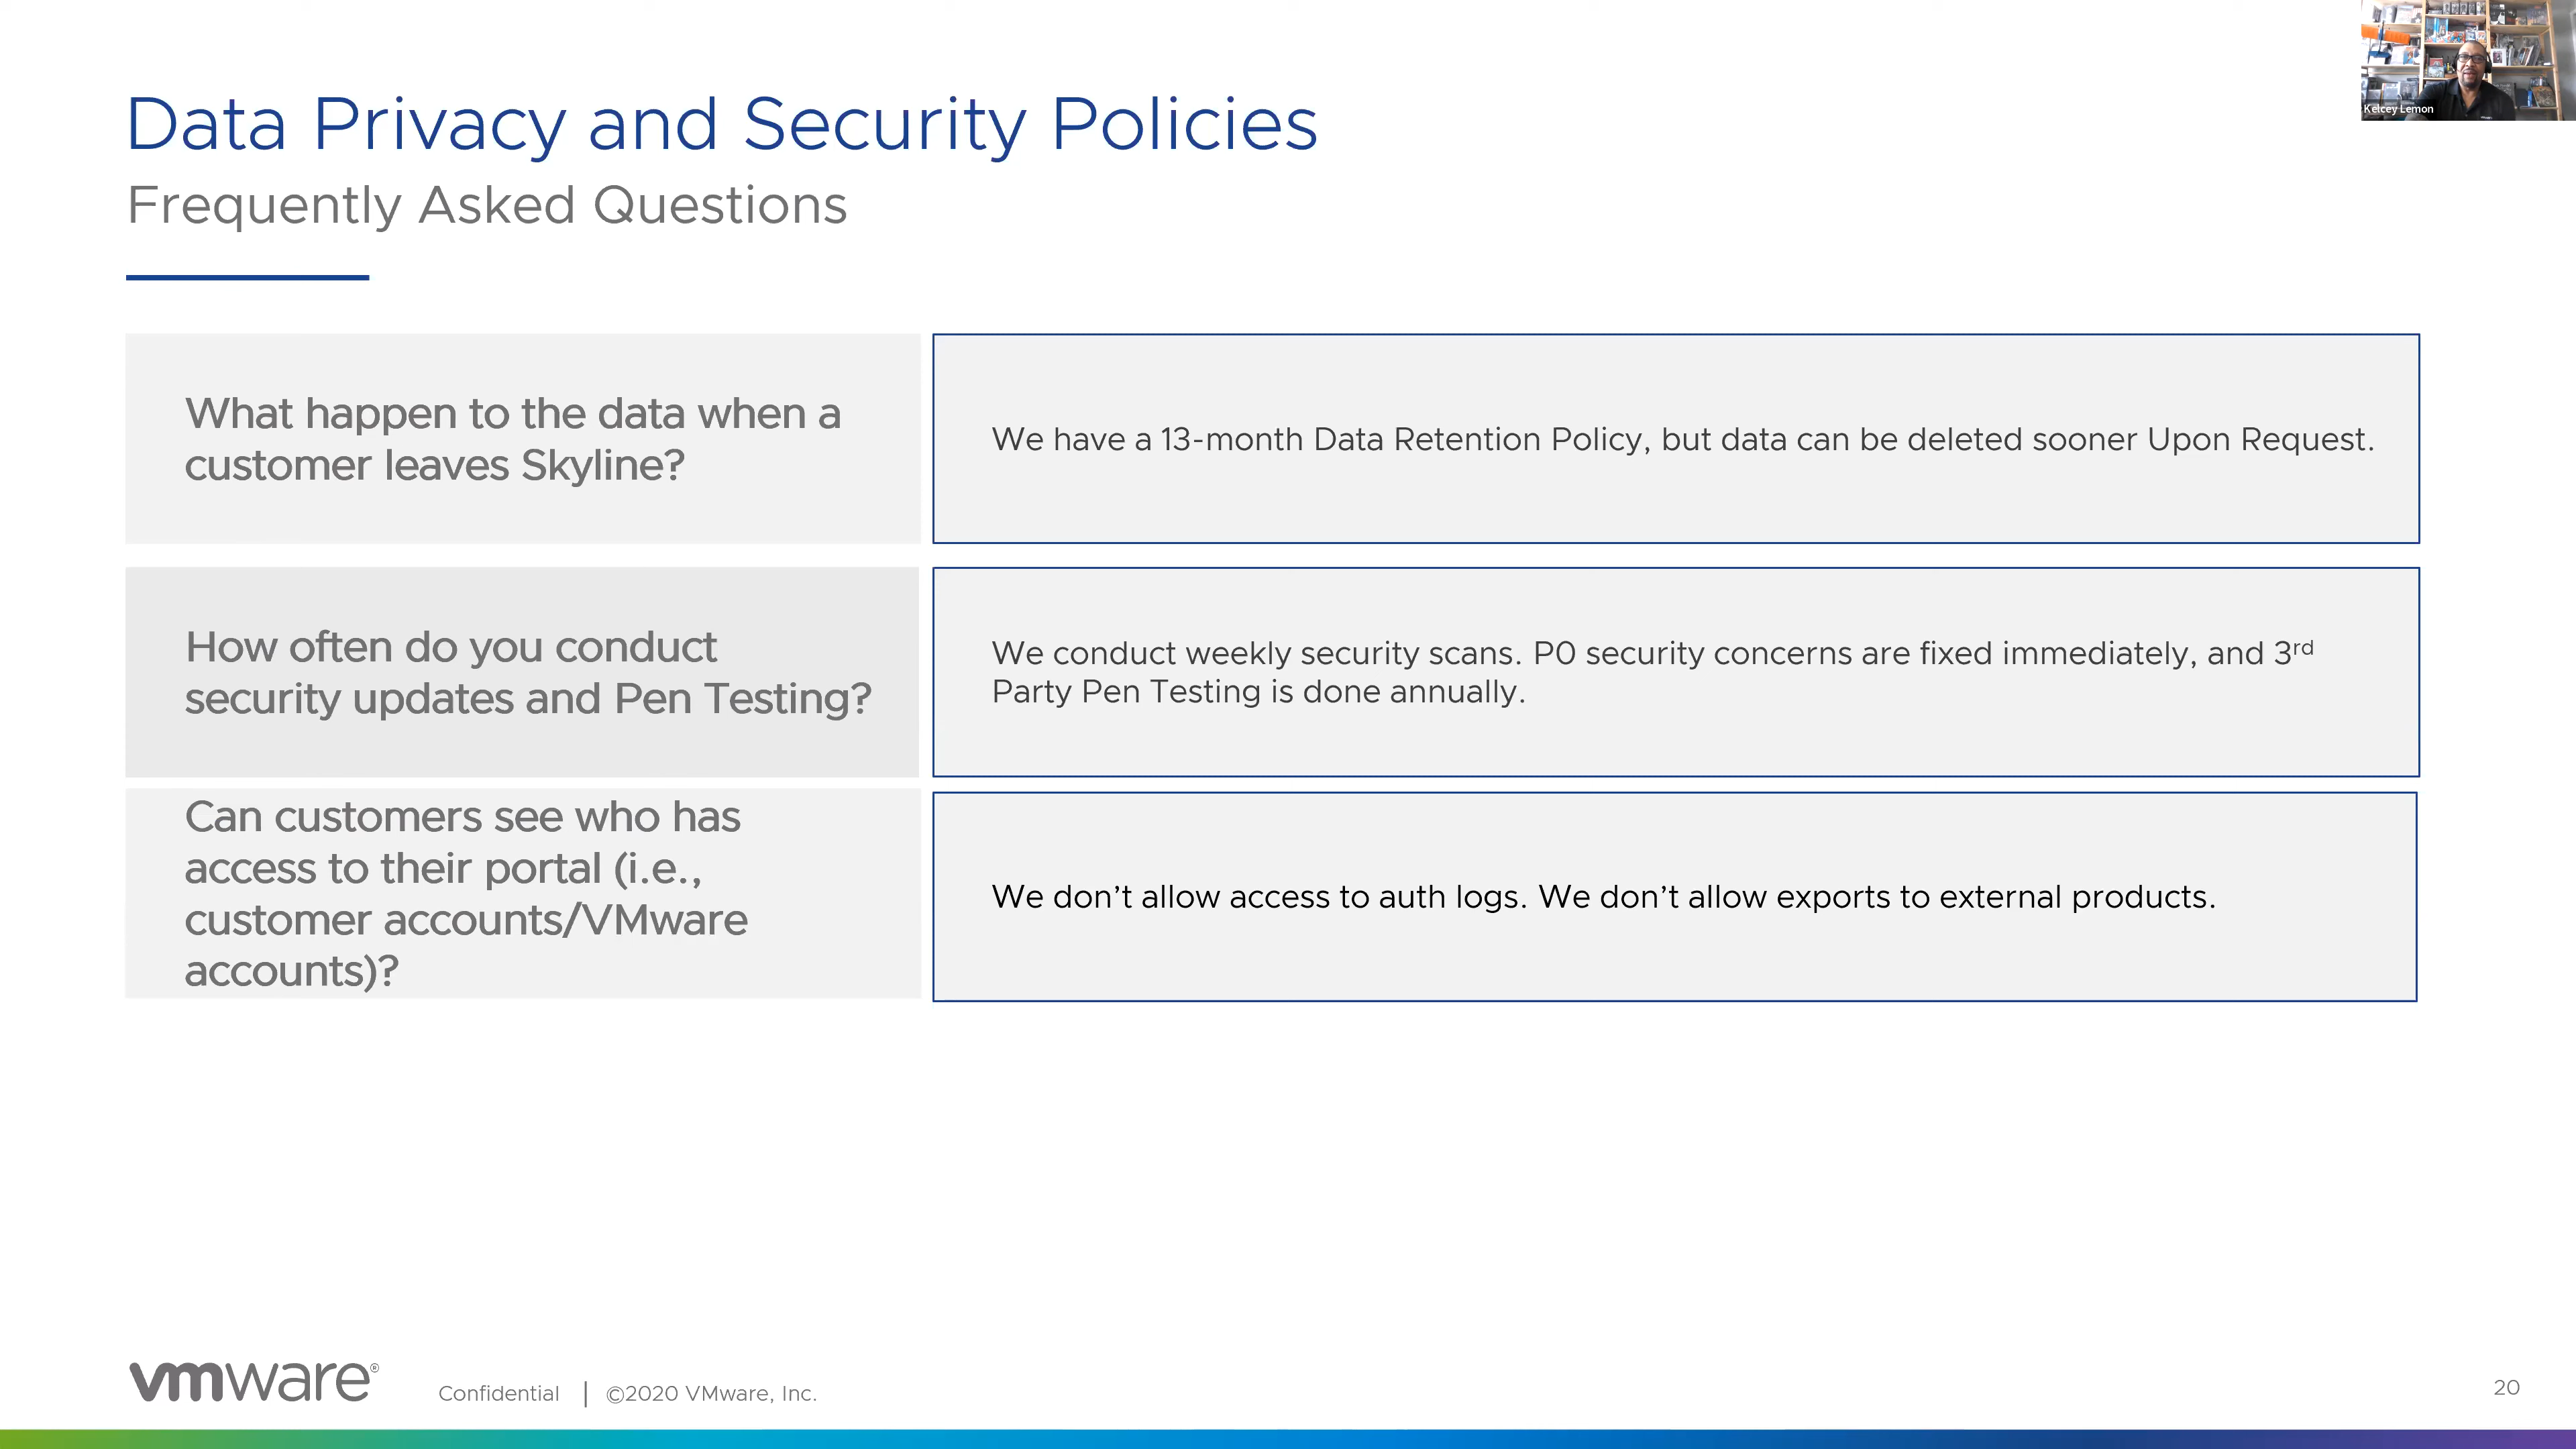 Kelcey Lemon
Data Privacy and Security Policies
Frequently Asked Questions
What happen to the data when a
customer leaves Skyline?
We have a 13-month Data Retention Policy, but data can be deleted sooner Upon Request.
How often do you conduct
security updates and Pen Testing?
We conduct weekly security scans. P0 security concerns are fixed immediately, and 3rd
Party Pen Testing is done annually.
Can customers see who has
access to their portal (i.e.,
customer accounts/VMware
accounts)?
We don’t allow access to auth logs. We don’t allow exports to external products.
vmware®
Confidential | ©2020 VMware, Inc.
20